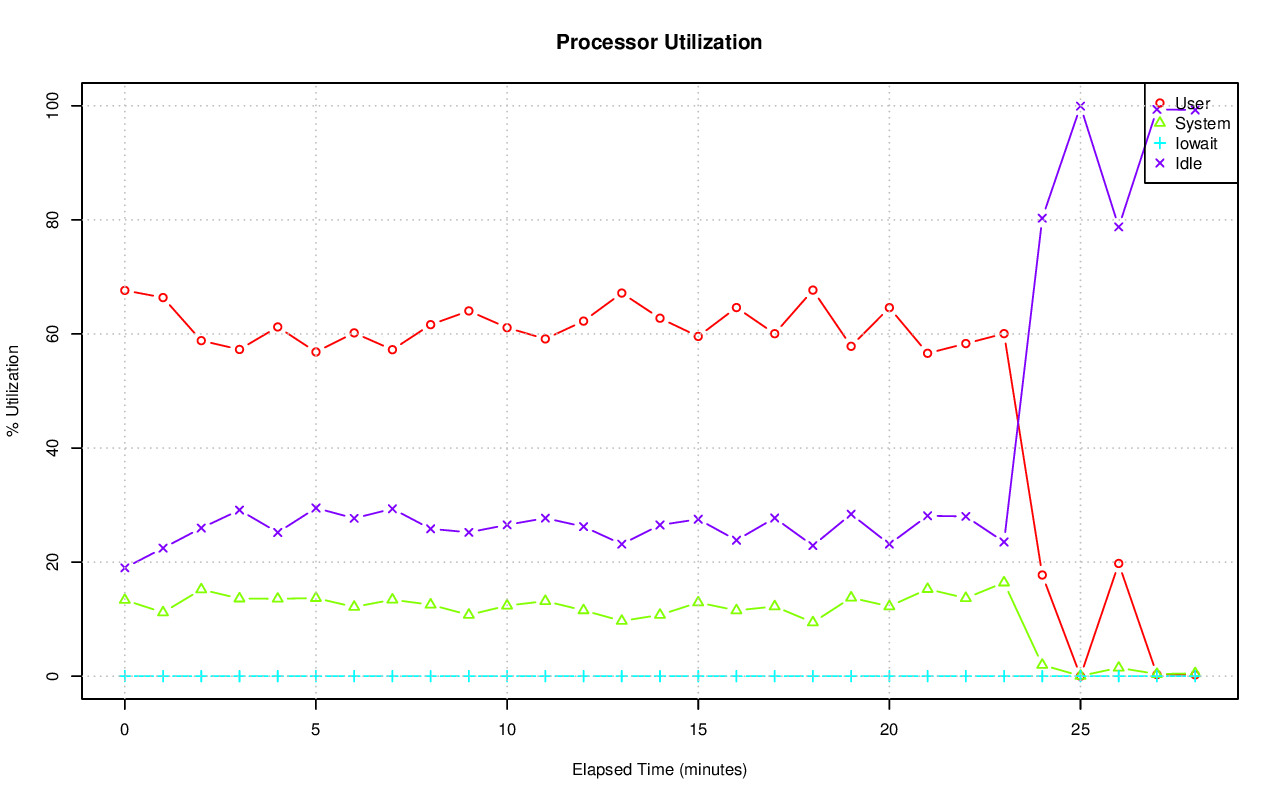 Processor Utilization
100
80
60
40
20
0
% Utilization
User
System
Iowait
Idle
0 5 10 15 20 25
Elapsed Time (minutes)